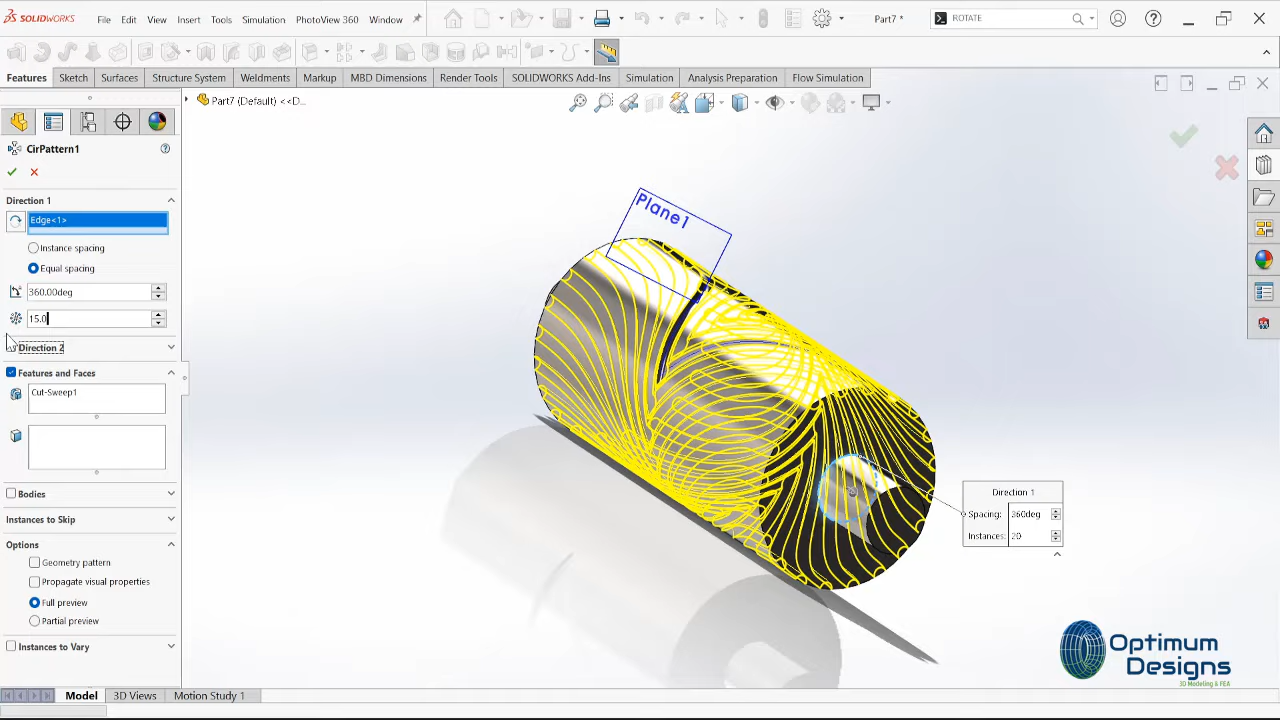 SOLIDWORKS File Edit View Insert Tools Simulation PhotoView 360 Window Part7 * ROTATE
Features Sketch Surfaces Structure System Weldments Markup MBD Dimensions Render Tools SOLIDWORKS Add-Ins Simulation Analysis Preparation Flow Simulation
Part7 (Default) <<D...
CirPattern1
Direction 1
Edge<1>
Instance spacing
Equal spacing
360.00deg
15.0
Direction 2
Features and Faces
Cut-Sweep1
Bodies
Instances to Skip
Options
Geometry pattern
Propagate visual properties
Full preview
Partial preview
Instances to Vary
Plane1
Direction 1
Spacing: 360deg
Instances: 20
Optimum
Designs
3D Modeling & FEA
Model 3D Views Motion Study 1